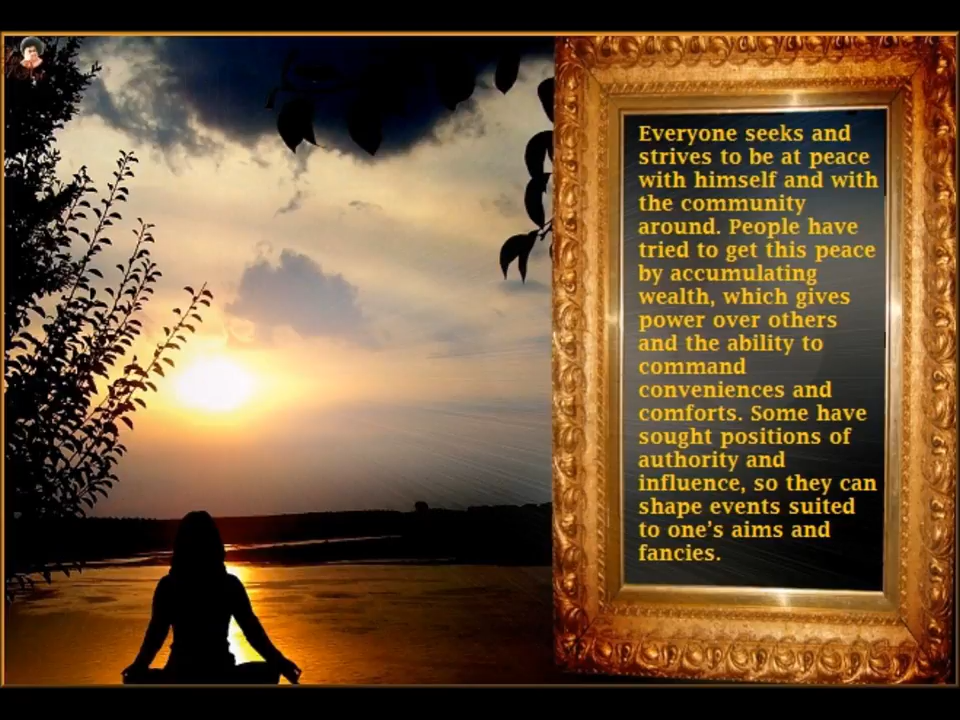 Everyone seeks and
strives to be at peace
with himself and with
the community
around. People have
tried to get this peace
by accumulating
wealth, which gives
power over others
and the ability to
command
conveniences and
comforts. Some have
sought positions of
authority and
influence, so they can
shape events suited
to one's aims and
fancies.